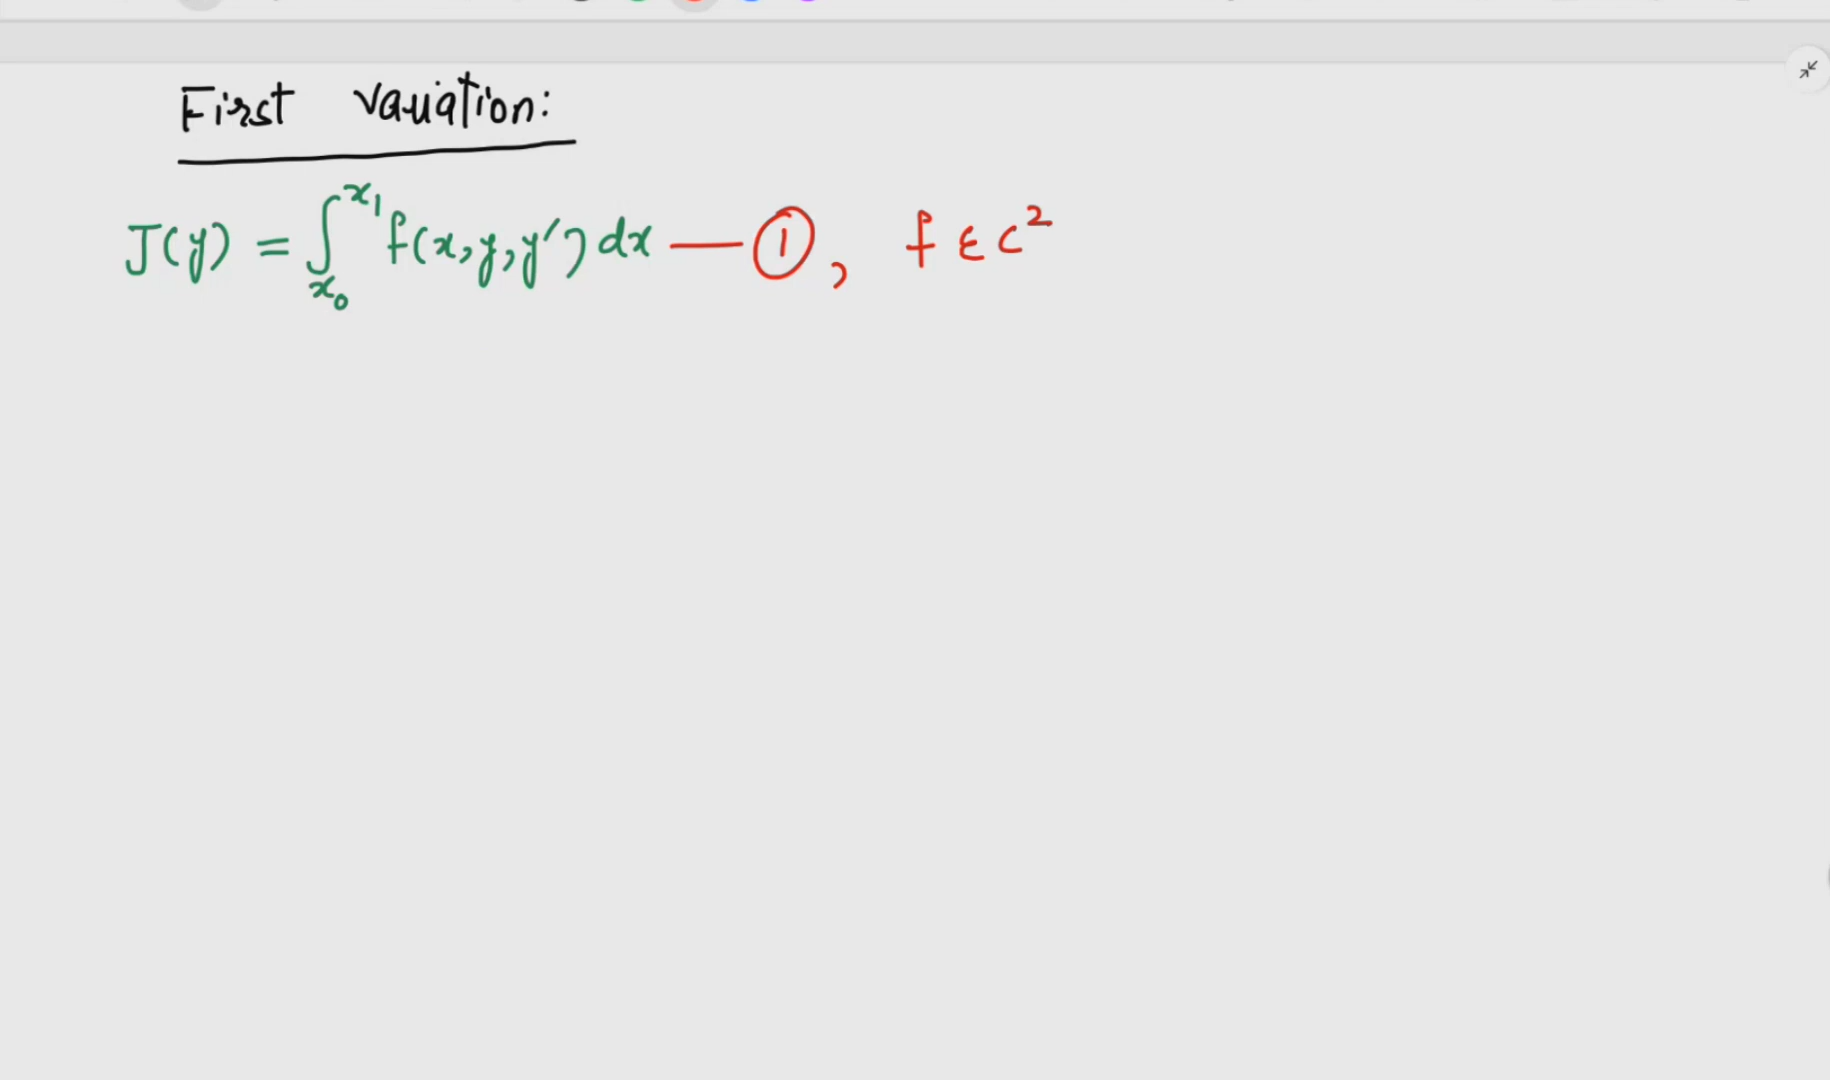 First variation:
J(y) = ∫_{x₀}^{x₁} f(x, y, y′) dx — ①, f ε c²